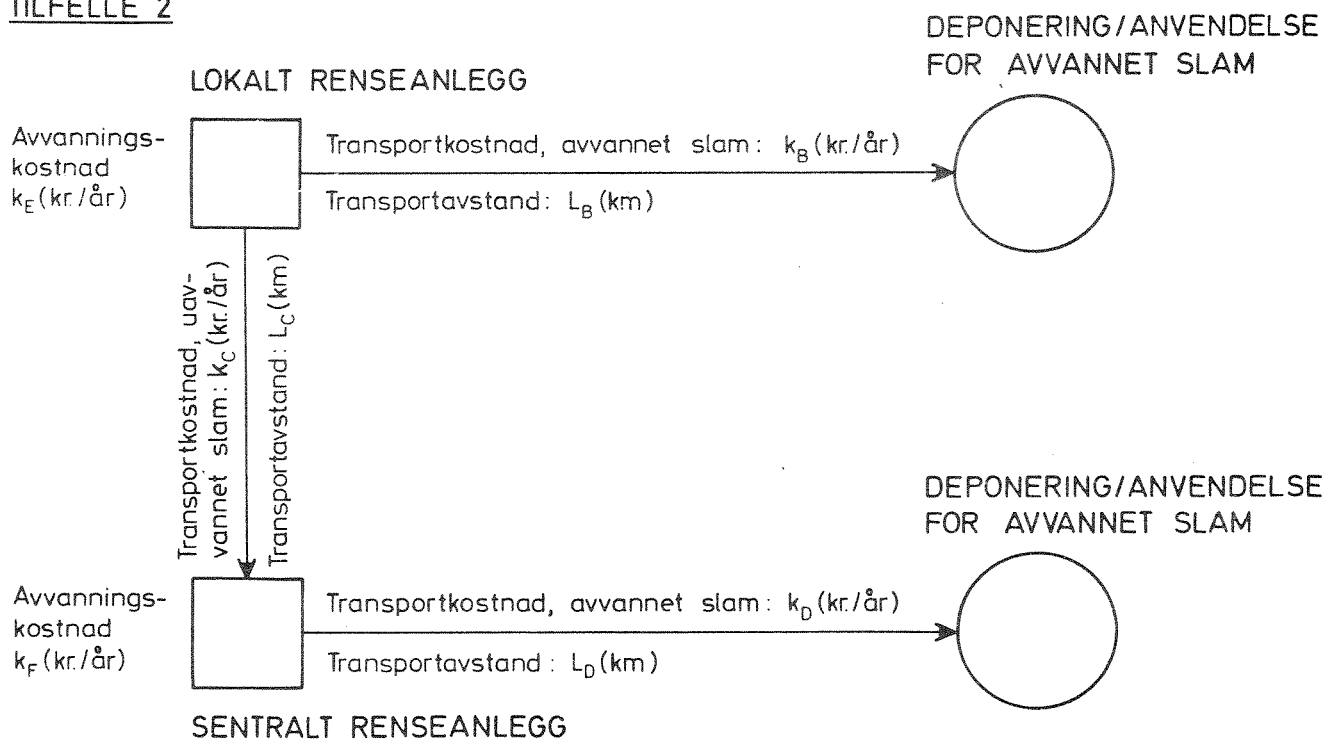 TILFELLE 2
DEPONERING/ANVENDELSE
FOR AVVANNET SLAM
LOKALT RENSEANLEGG
Avvannings-
kostnad
k_E (kr./år)
Transportkostnad, avvannet slam: k_B (kr./år)
Transportavstand: L_B (km)
Transportkostnad, uav-
vannet slam: k_C (kr./år)
Transportavstand: L_C (km)
DEPONERING/ANVENDELSE
FOR AVVANNET SLAM
Avvannings-
kostnad
k_F (kr./år)
Transportkostnad, avvannet slam: k_D (kr./år)
Transportavstand: L_D (km)
SENTRALT RENSEANLEGG